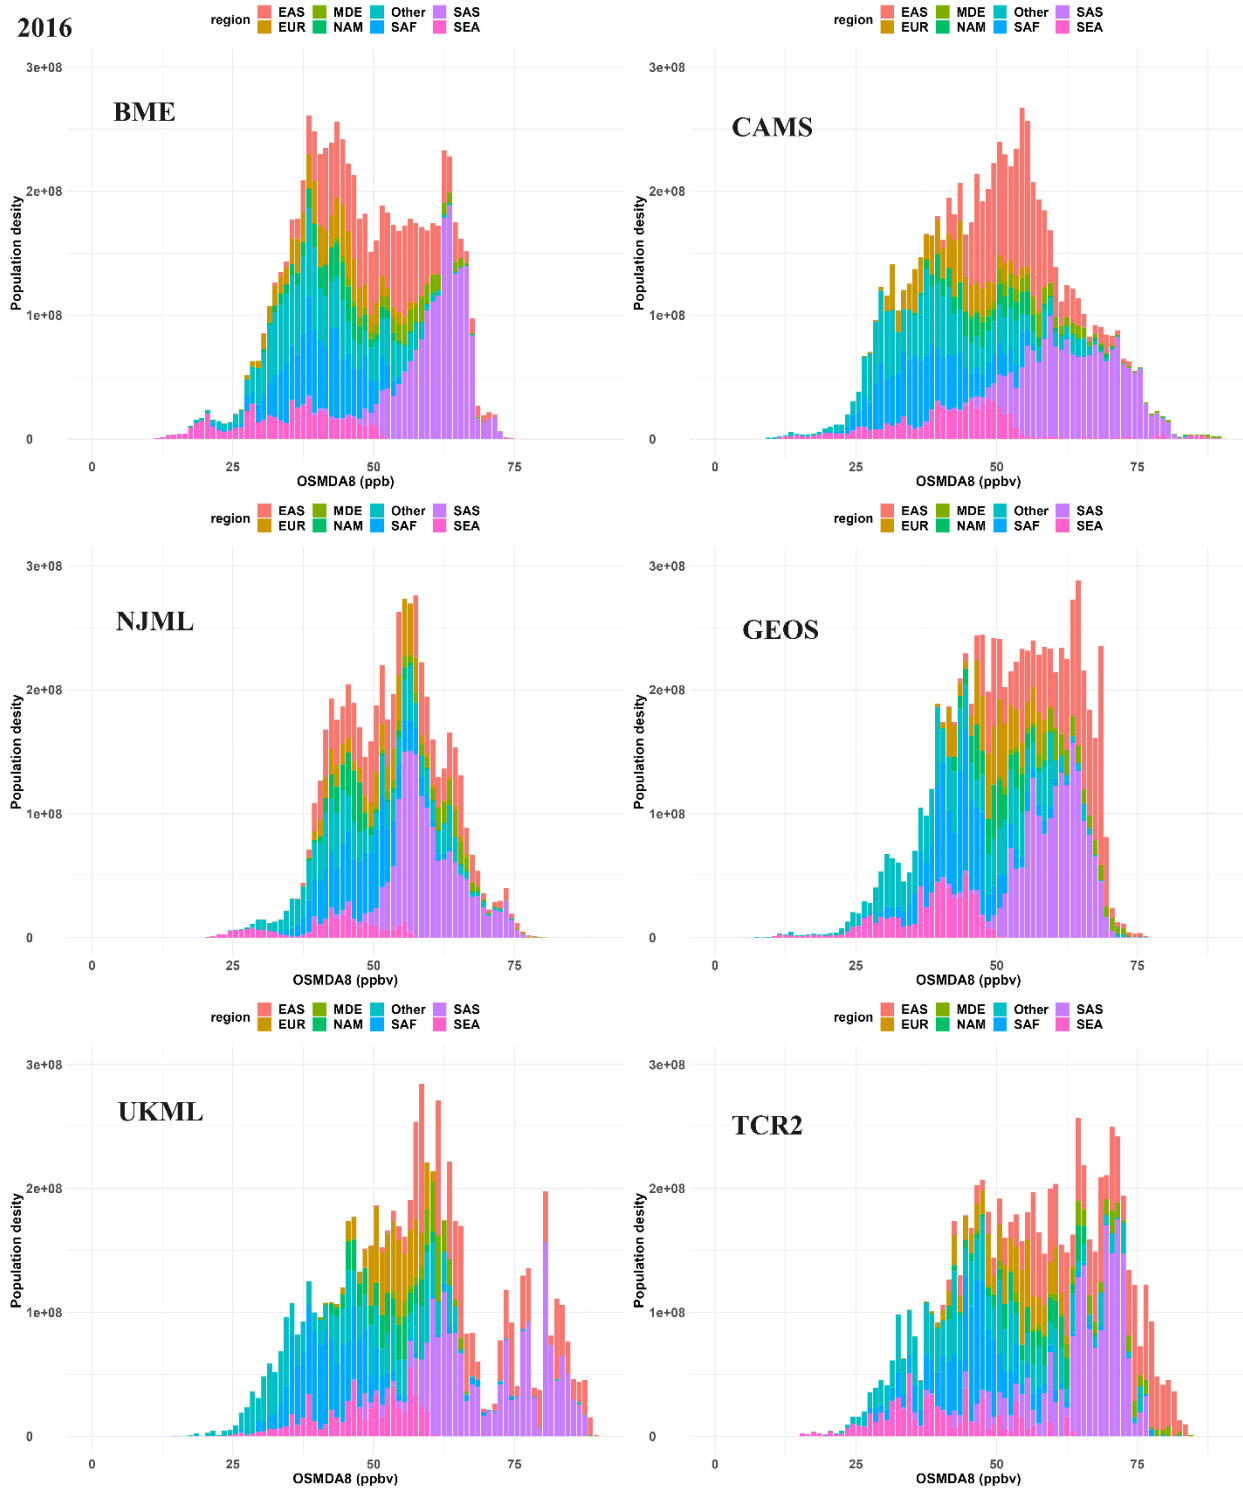 2016
region EAS MDE Other SAS
EUR NAM SAF SEA
BME
3e+08
2e+08
1e+08
0
Population desity
0 25 50 75
OSMDA8 (ppb)
region EAS MDE Other SAS
EUR NAM SAF SEA
CAMS
3e+08
2e+08
1e+08
0
Population desity
0 25 50 75
OSMDA8 (ppbv)
region EAS MDE Other SAS
EUR NAM SAF SEA
NJML
3e+08
2e+08
1e+08
0
Population desity
0 25 50 75
OSMDA8 (ppbv)
region EAS MDE Other SAS
EUR NAM SAF SEA
GEOS
3e+08
2e+08
1e+08
0
Population desity
0 25 50 75
OSMDA8 (ppbv)
region EAS MDE Other SAS
EUR NAM SAF SEA
UKML
3e+08
2e+08
1e+08
0
Population desity
0 25 50 75
OSMDA8 (ppbv)
region EAS MDE Other SAS
EUR NAM SAF SEA
TCR2
3e+08
2e+08
1e+08
0
Population desity
0 25 50 75
OSMDA8 (ppbv)